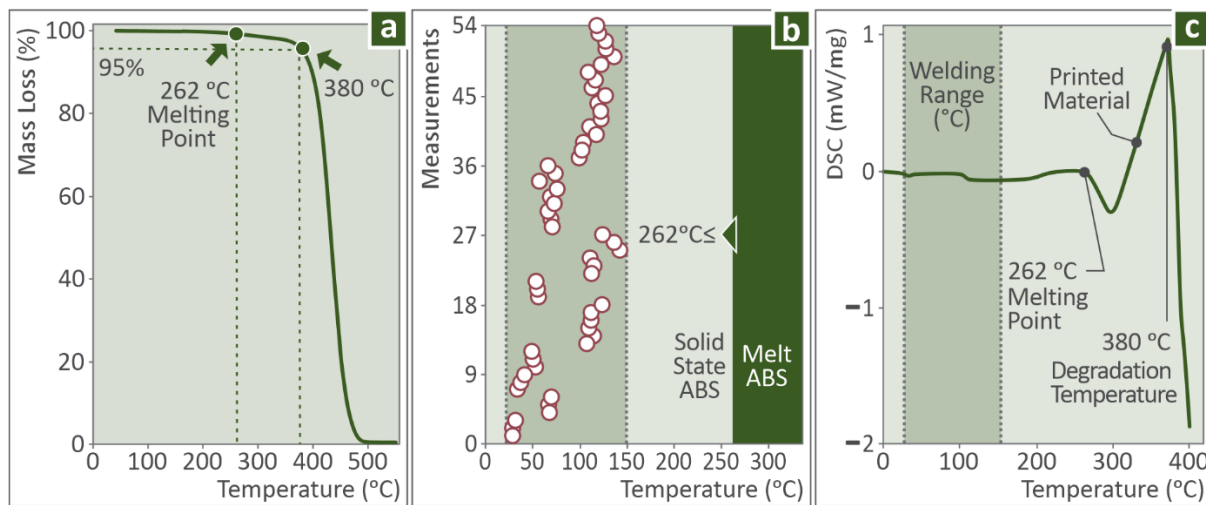 a
Mass Loss (%)
100
80
60
40
20
0
95%
262 °C
Melting
Point
380 °C
0 100 200 300 400 500
Temperature (°C)
b
Measurements
54
45
36
27
18
9
0
262°C≤
Solid
State
ABS
Melt
ABS
0 50 100 150 200 250 300
Temperature (°C)
c
DSC (mW/mg)
1
0
−1
−2
Welding
Range
(°C)
Printed
Material
262 °C
Melting
Point
380 °C
Degradation
Temperature
0 100 200 300 400
Temperature (°C)